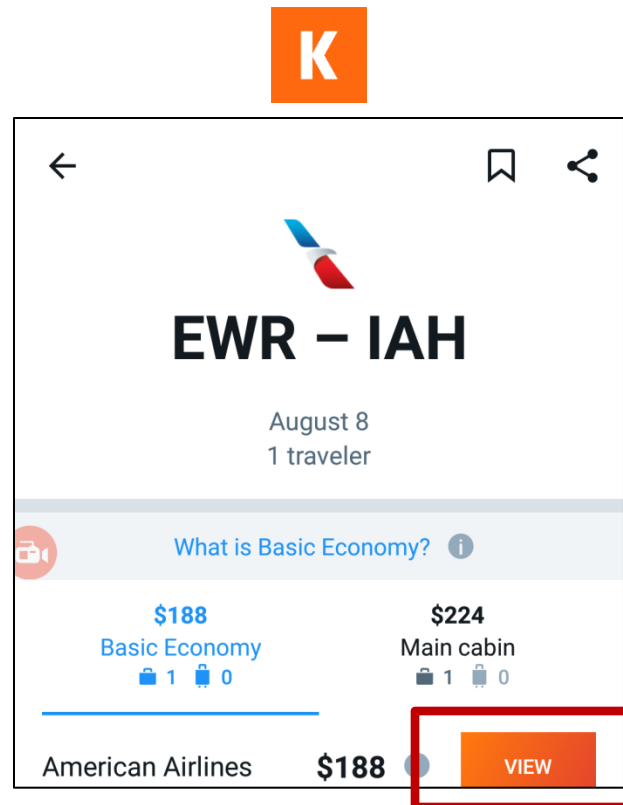 K
EWR – IAH
August 8
1 traveler
What is Basic Economy? i
$188 $224
Basic Economy Main cabin
1 0 1 0
American Airlines $188 VIEW